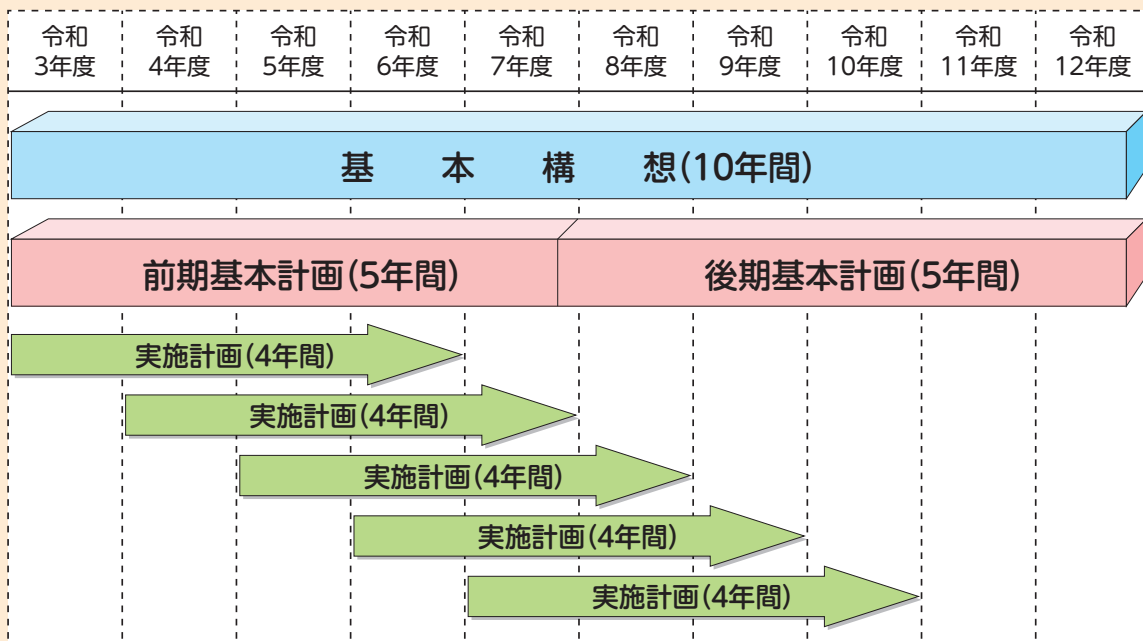 令和
3年度
令和
4年度
令和
5年度
令和
6年度
令和
7年度
令和
8年度
令和
9年度
令和
10年度
令和
11年度
令和
12年度
基本構想(10年間)
前期基本計画(5年間)
後期基本計画(5年間)
実施計画(4年間)
実施計画(4年間)
実施計画(4年間)
実施計画(4年間)
実施計画(4年間)